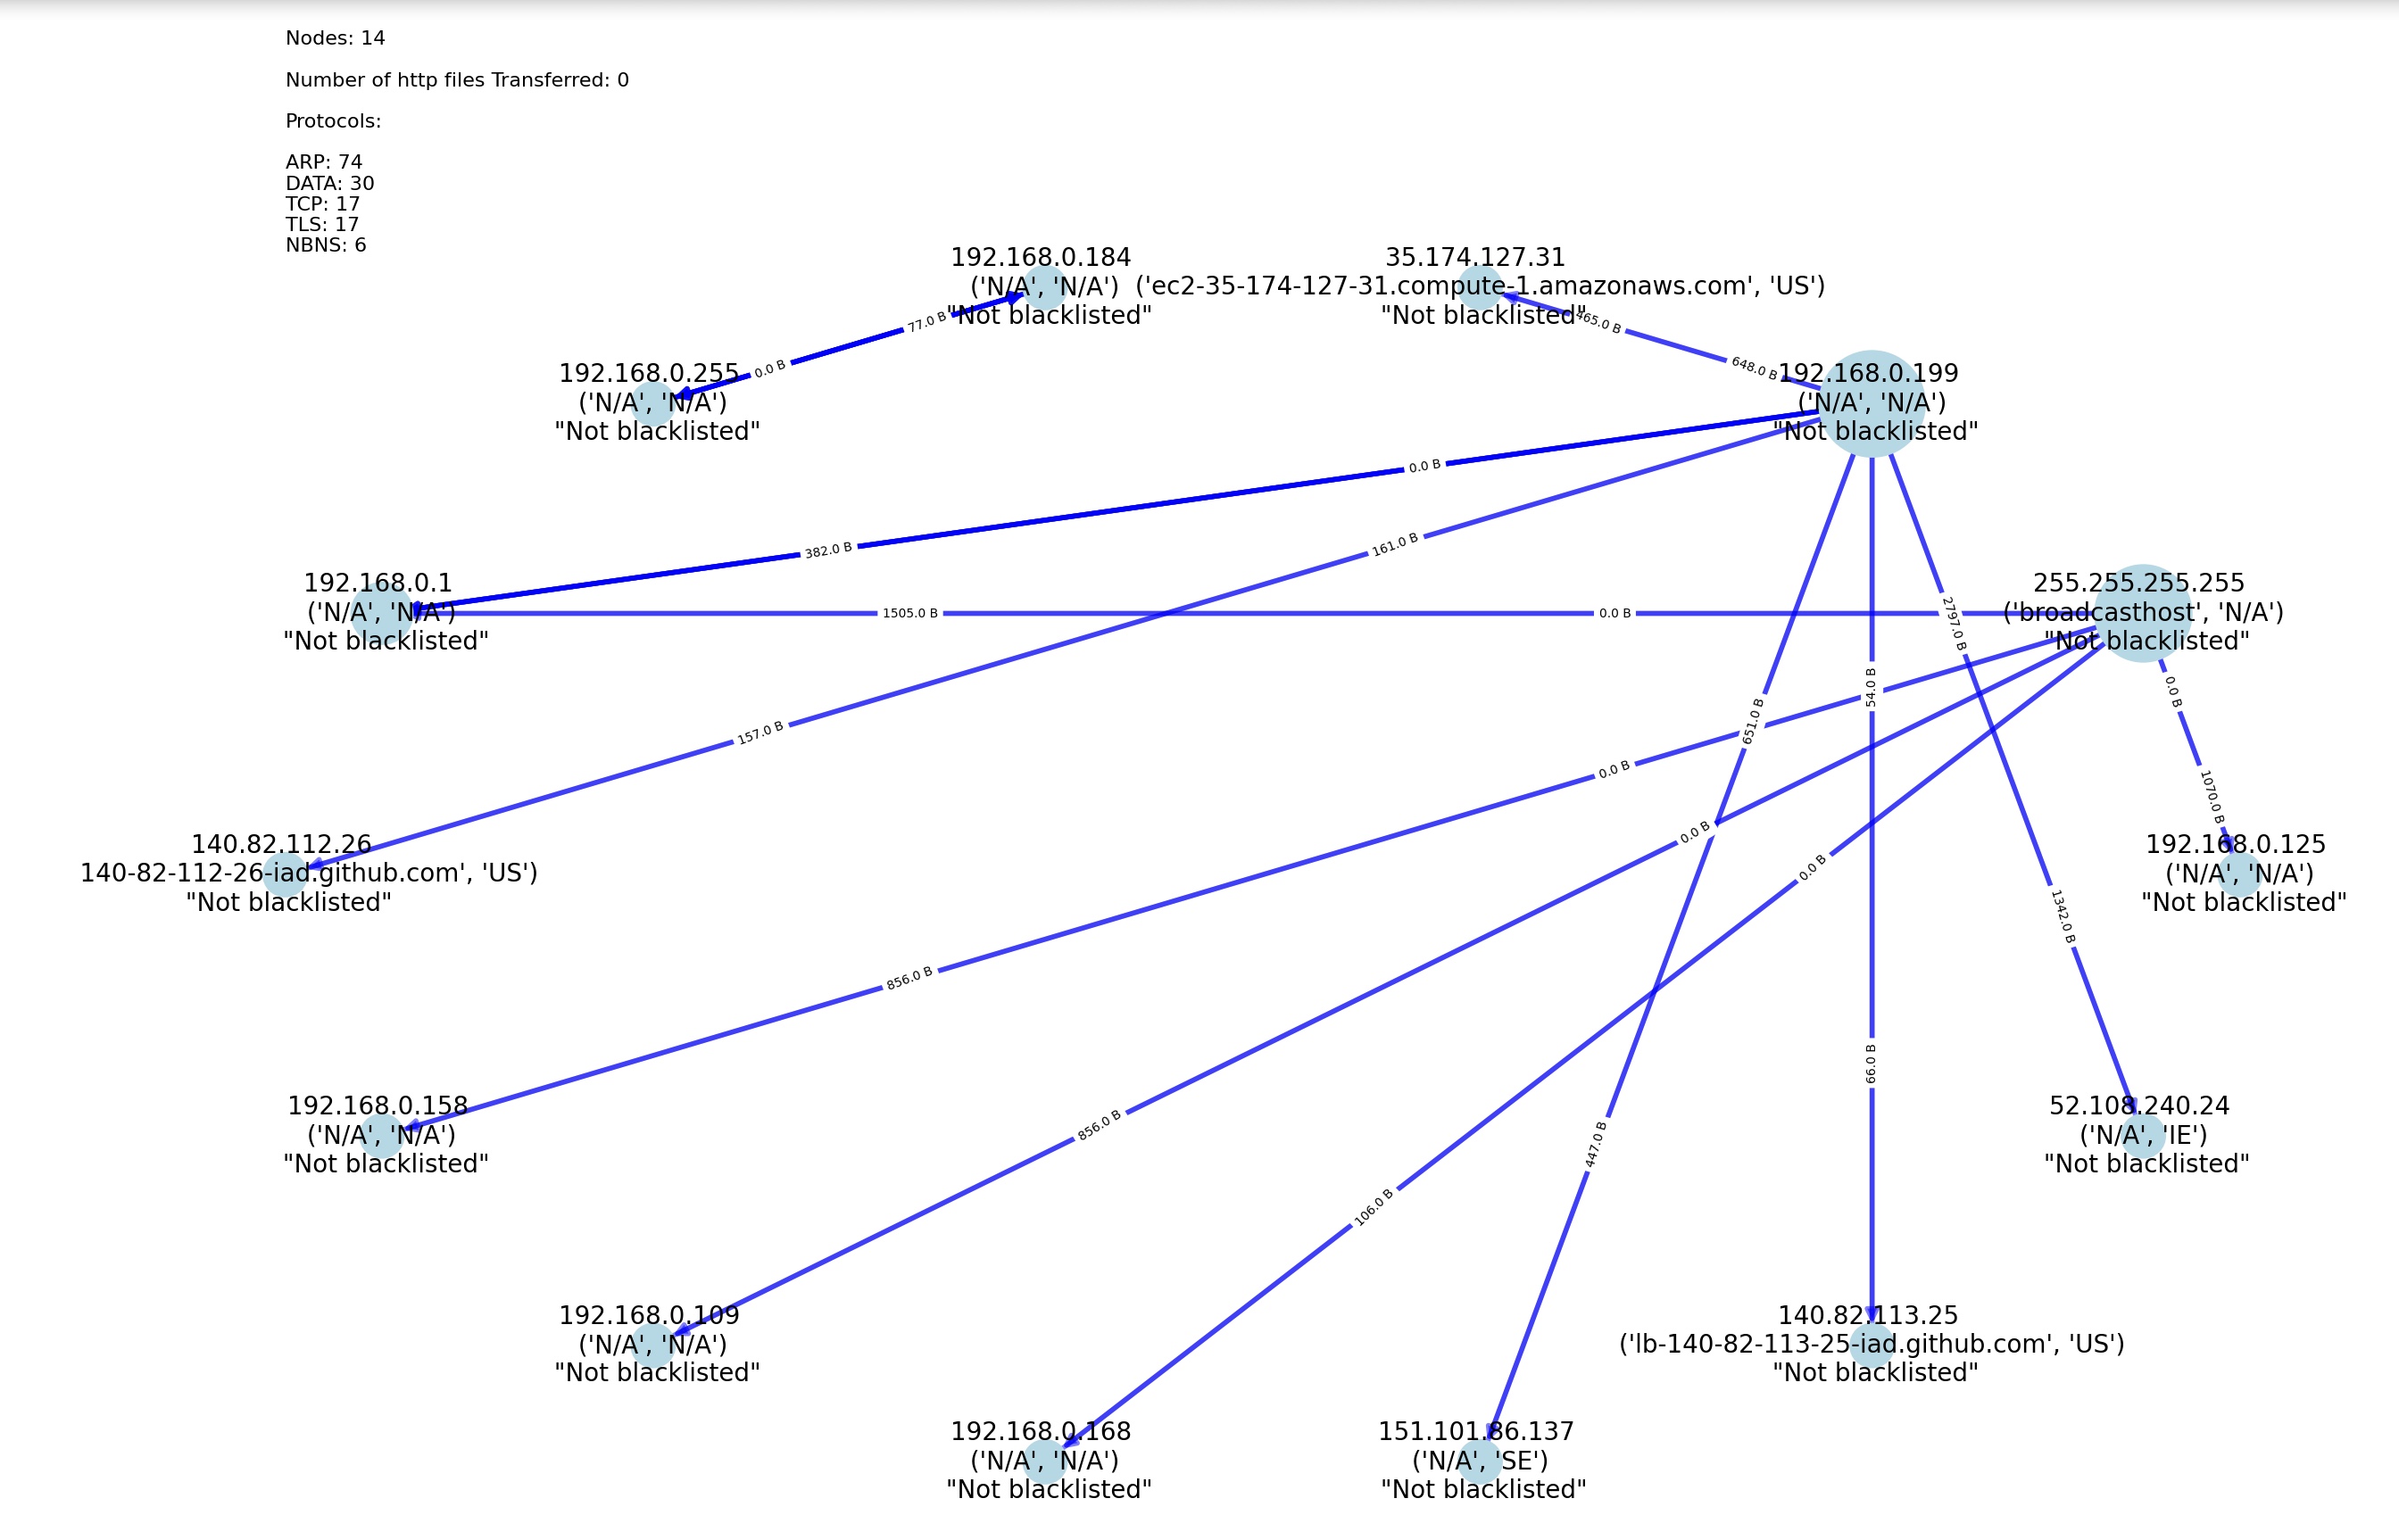 Nodes: 14
Number of http files Transferred: 0
Protocols:
ARP: 74
DATA: 30
TCP: 17
TLS: 17
NBNS: 6
192.168.0.184
('N/A', 'N/A')
"Not blacklisted"
35.174.127.31
('ec2-35-174-127-31.compute-1.amazonaws.com', 'US')
"Not blacklisted"
77.0 B
0.0 B
465.0 B
648.0 B
192.168.0.255
('N/A', 'N/A')
"Not blacklisted"
192.168.0.199
('N/A', 'N/A')
"Not blacklisted"
0.0 B
382.0 B
161.0 B
192.168.0.1
('N/A', 'N/A')
"Not blacklisted"
1505.0 B
0.0 B
2797.0 B
255.255.255.255
('broadcasthost', 'N/A')
"Not blacklisted"
157.0 B
651.0 B
54.0 B
0.0 B
0.0 B
0.0 B
0.0 B
1070.0 B
140.82.112.26
140-82-112-26-iad.github.com', 'US')
"Not blacklisted"
192.168.0.125
('N/A', 'N/A')
"Not blacklisted"
856.0 B
1342.0 B
66.0 B
192.168.0.158
('N/A', 'N/A')
"Not blacklisted"
856.0 B
447.0 B
106.0 B
52.108.240.24
('N/A', 'IE')
"Not blacklisted"
192.168.0.109
('N/A', 'N/A')
"Not blacklisted"
140.82.113.25
('lb-140-82-113-25-iad.github.com', 'US')
"Not blacklisted"
192.168.0.168
('N/A', 'N/A')
"Not blacklisted"
151.101.86.137
('N/A', 'SE')
"Not blacklisted"